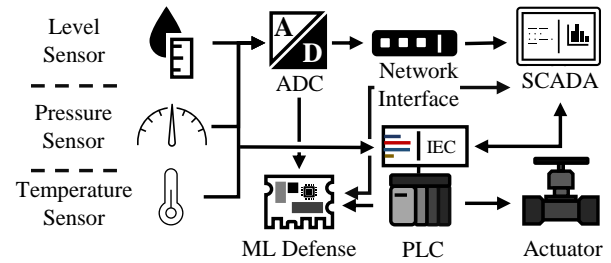 Level
Sensor
A
D
ADC
Network
Interface
SCADA
Pressure
Sensor
IEC
Temperature
Sensor
ML Defense
PLC
Actuator